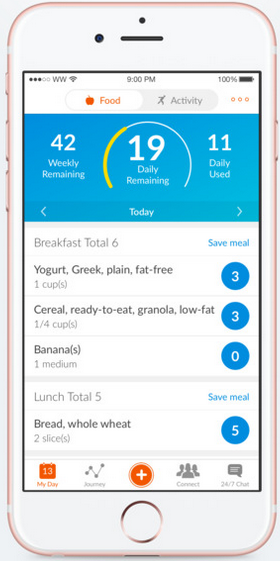 WW 9:00 PM 100%
Food Activity
42 19 11
Weekly Remaining Daily Remaining Daily Used
Today
Breakfast Total 6 Save meal
Yogurt, Greek, plain, fat-free 3
1 cup(s)
Cereal, ready-to-eat, granola, low-fat 3
1/4 cup(s)
Banana(s) 0
1 medium
Lunch Total 5 Save meal
Bread, whole wheat 5
2 slice(s)
13
My Day Journey Connect 24/7 Chat